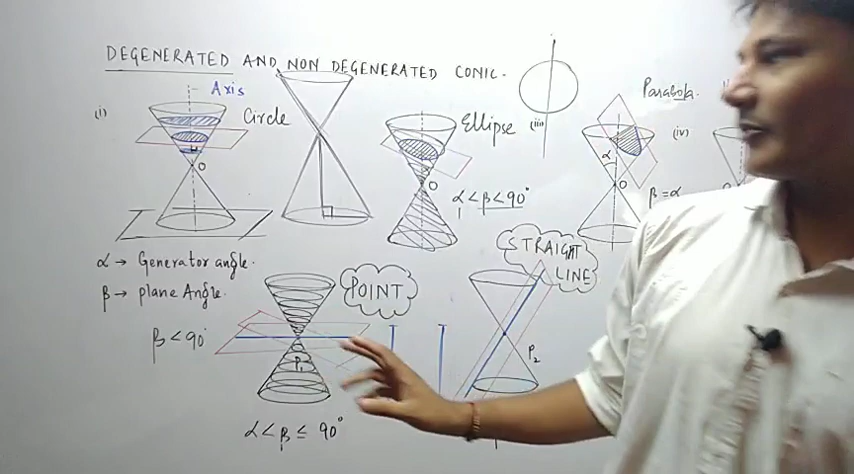 DEGENERATED AND NON DEGENERATED CONIC.
(i)
Axis
Circle
O
Ellipse
O
α < β < 90°
(iii)
Parabola
α
O
β = α
(iv)
α → Generator angle.
β → plane Angle.
β < 90°
POINT
P₁
α < β ≤ 90°
STRAIGHT
LINE
P₂